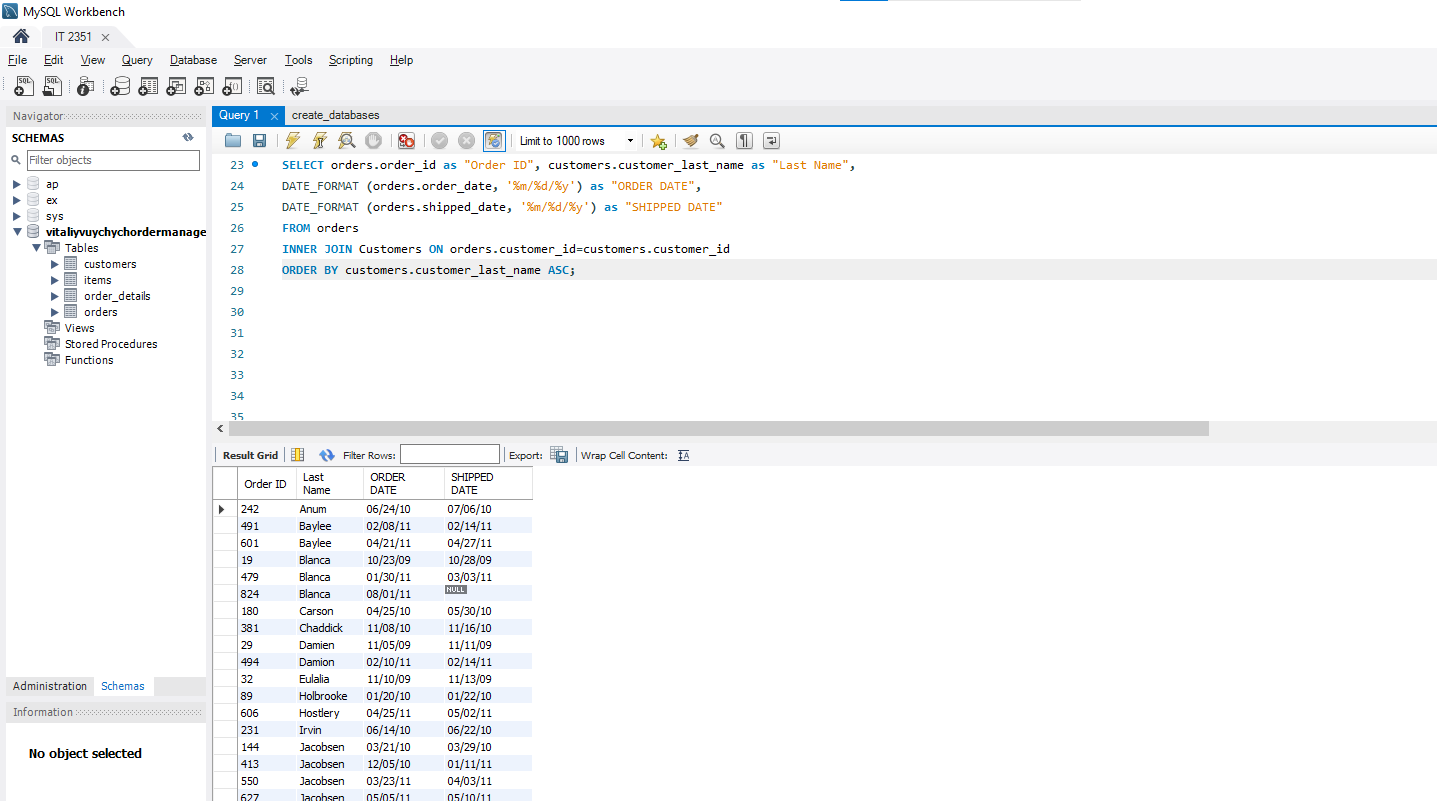 MySQL Workbench
IT 2351
File Edit View Query Database Server Tools Scripting Help
Navigator
SCHEMAS
Filter objects
ap
ex
sys
vitaliyvuychychordermanage
Tables
customers
items
order_details
orders
Views
Stored Procedures
Functions
Administration Schemas
Information
No object selected
Query 1 create_databases
Limit to 1000 rows
23 SELECT orders.order_id as "Order ID", customers.customer_last_name as "Last Name",
24 DATE_FORMAT (orders.order_date, '%m/%d/%y') as "ORDER DATE",
25 DATE_FORMAT (orders.shipped_date, '%m/%d/%y') as "SHIPPED DATE"
26 FROM orders
27 INNER JOIN Customers ON orders.customer_id=customers.customer_id
28 ORDER BY customers.customer_last_name ASC;
29
30
31
32
33
34
35
Result Grid Filter Rows: Export: Wrap Cell Content: IA
Order ID Last Name ORDER DATE SHIPPED DATE
242 Anum 06/24/10 07/06/10
491 Baylee 02/08/11 02/14/11
601 Baylee 04/21/11 04/27/11
19 Blanca 10/23/09 10/28/09
479 Blanca 01/30/11 03/03/11
824 Blanca 08/01/11 NULL
180 Carson 04/25/10 05/30/10
381 Chaddick 11/08/10 11/16/10
29 Damien 11/05/09 11/11/09
494 Damion 02/10/11 02/14/11
32 Eulalia 11/10/09 11/13/09
89 Holbrooke 01/20/10 01/22/10
606 Hostlery 04/25/11 05/02/11
231 Irvin 06/14/10 06/22/10
144 Jacobsen 03/21/10 03/29/10
413 Jacobsen 12/05/10 01/11/11
550 Jacobsen 03/23/11 04/03/11
627 Jacobsen 05/05/11 05/10/11